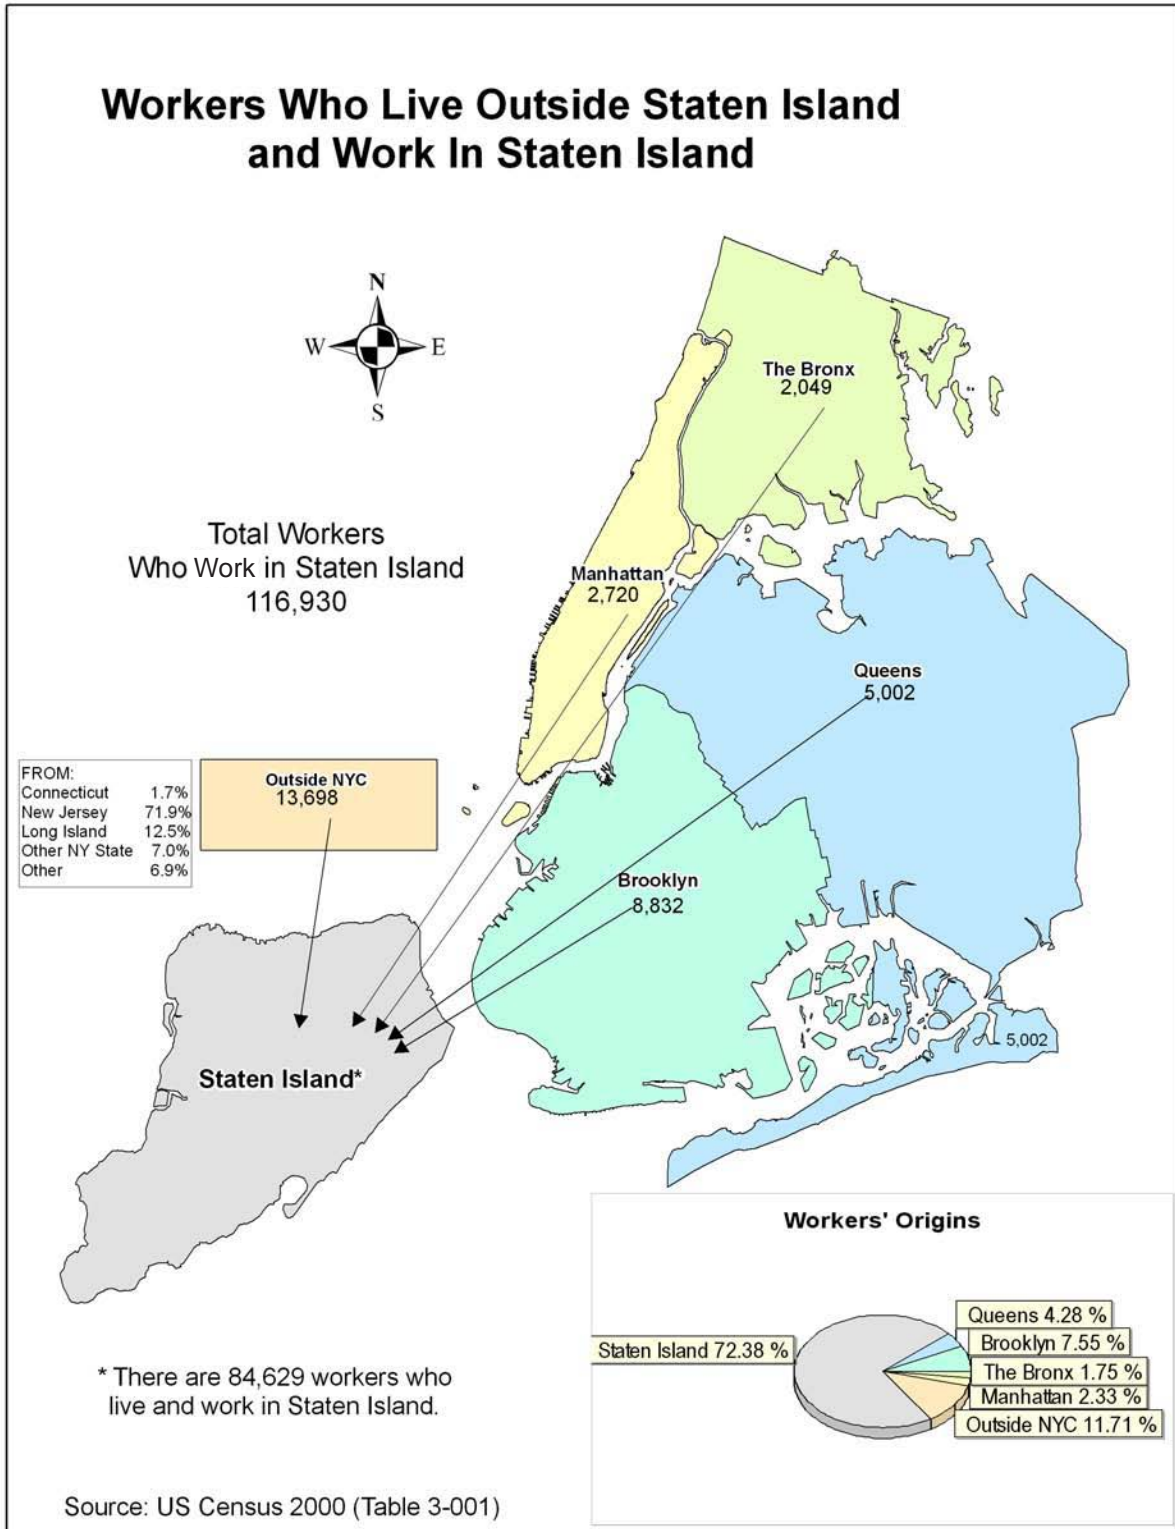 Workers Who Live Outside Staten Island
and Work In Staten Island
N
W
E
S
The Bronx
2,049
Total Workers
Who Work in Staten Island
116,930
Manhattan
2,720
Queens
5,002
FROM:
Connecticut 1.7%
New Jersey 71.9%
Long Island 12.5%
Other NY State 7.0%
Other 6.9%
Outside NYC
13,698
Brooklyn
8,832
5,002
Staten Island*
Workers' Origins
Queens 4.28 %
Staten Island 72.38 %
Brooklyn 7.55 %
The Bronx 1.75 %
Manhattan 2.33 %
Outside NYC 11.71 %
* There are 84,629 workers who
live and work in Staten Island.
Source: US Census 2000 (Table 3-001)